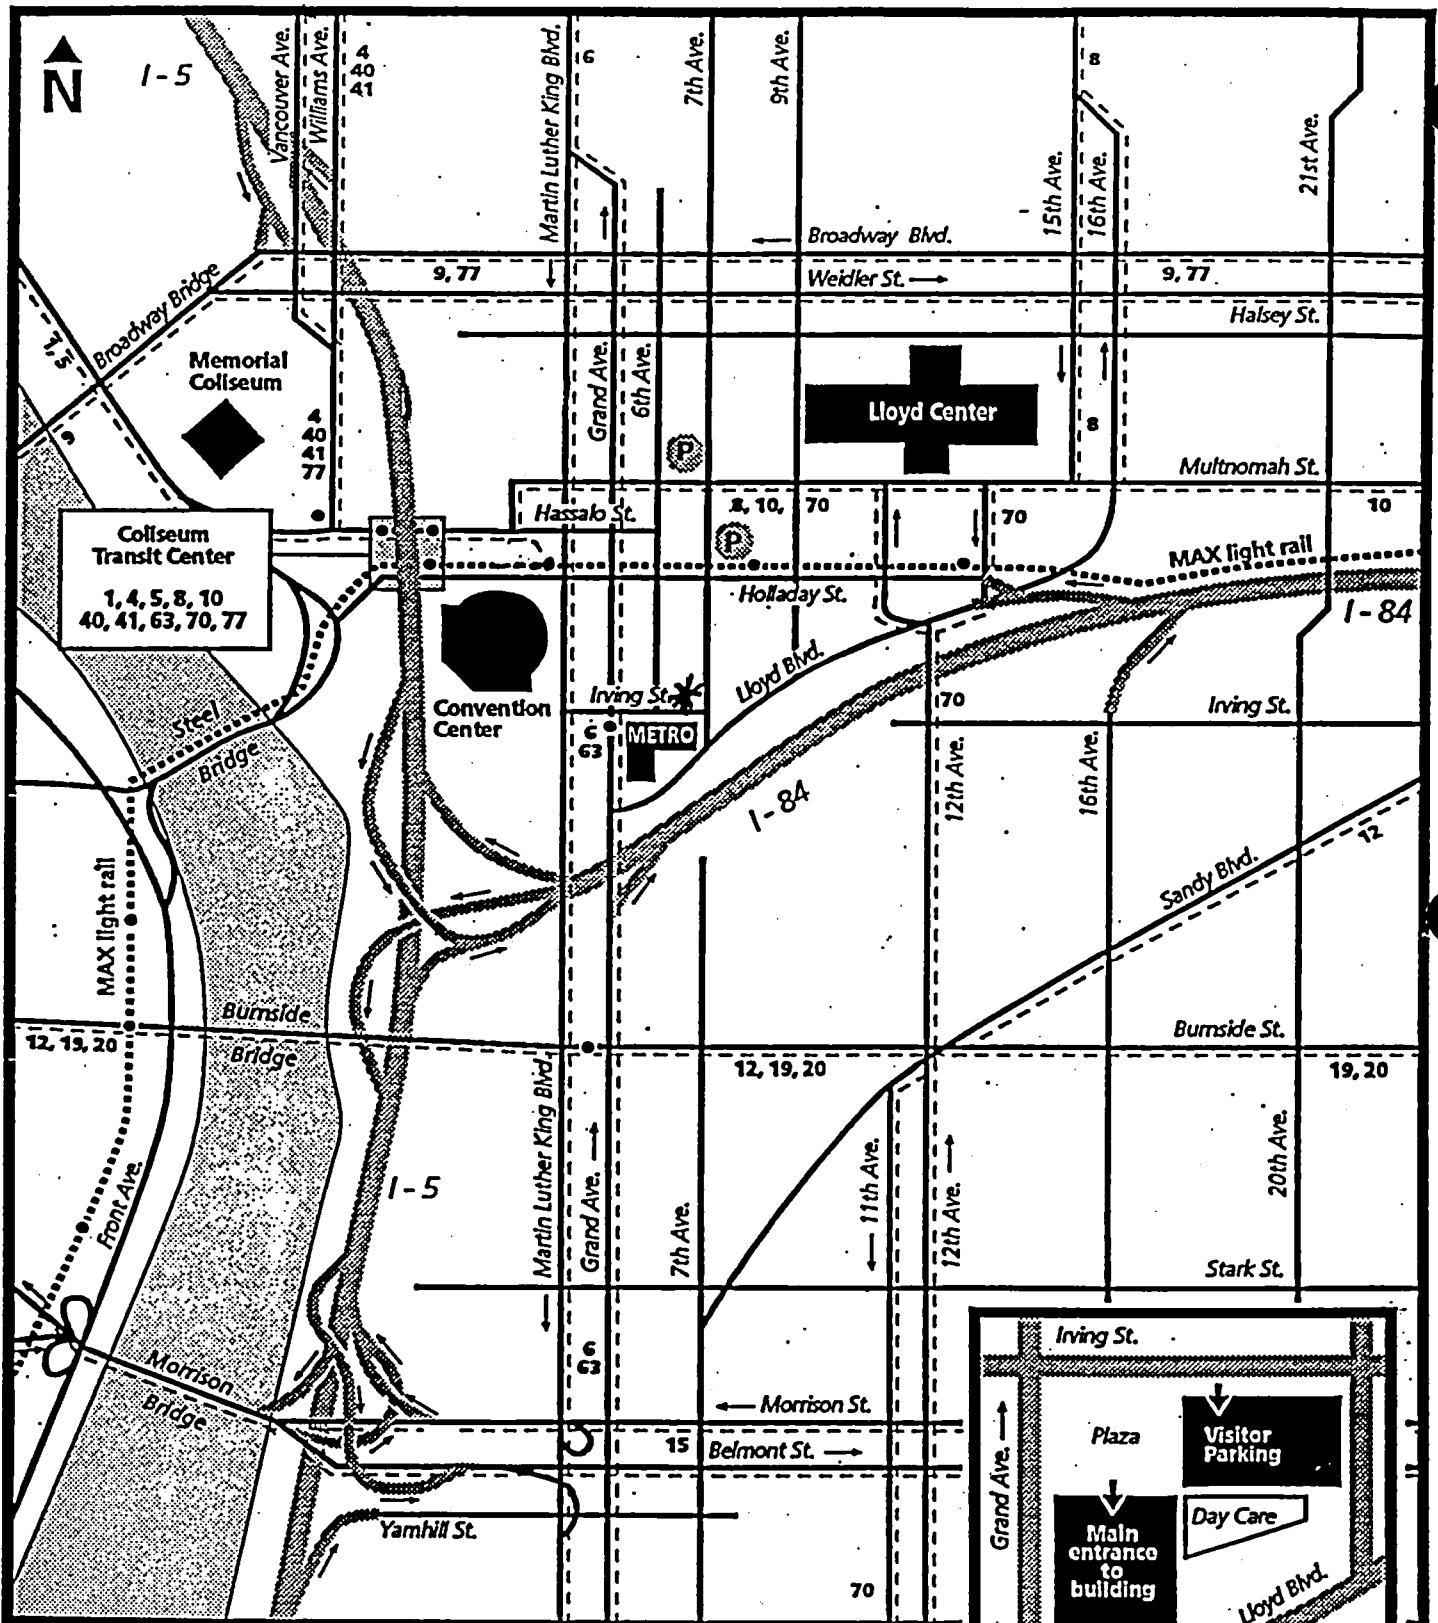 N
I-5
Vancouver Ave.
Williams Ave.
4
40
41
Martin Luther King Blvd.
6
7th Ave.
9th Ave.
8
15th Ave.
16th Ave.
21st Ave.
Broadway Blvd.
9, 77
Weidler St.
9, 77
Halsey St.
Broadway Bridge
1, 5
9
Memorial
Coliseum
4
40
41
77
Grand Ave.
6th Ave.
P
Lloyd Center
8
Multnomah St.
Hassalo St.
8, 10, 70
70
10
P
Coliseum
Transit Center
1, 4, 5, 8, 10
40, 41, 63, 70, 77
MAX light rail
Holladay St.
I-84
Lloyd Blvd.
Steel
Bridge
Convention
Center
Irving St.
6
63
METRO
70
Irving St.
12th Ave.
16th Ave.
I-84
12
Sandy Blvd.
MAX light rail
Burnside
Bridge
12, 19, 20
12, 19, 20
Burnside St.
19, 20
Front Ave.
I-5
Martin Luther King Blvd.
Grand Ave.
7th Ave.
11th Ave.
12th Ave.
20th Ave.
Stark St.
6
63
Morrison
Bridge
Morrison St.
15
Belmont St.
Yamhill St.
70
Irving St.
Grand Ave.
Plaza
Visitor
Parking
Day Care
Main
entrance
to
building
Lloyd Blvd.